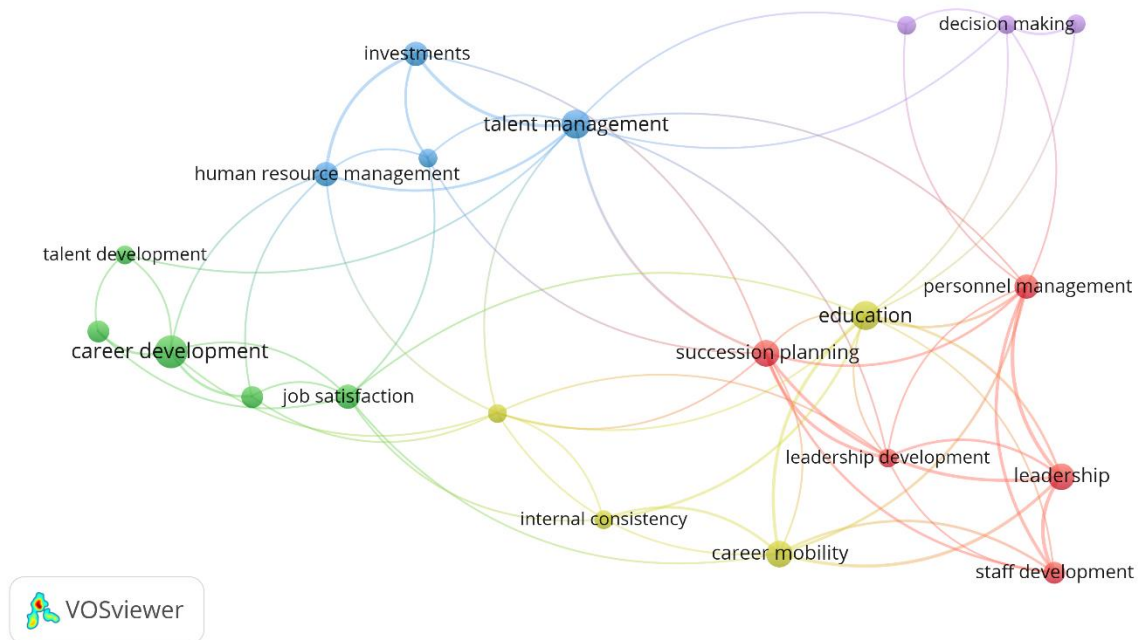 decision making
investments
talent management
human resource management
talent development
personnel management
education
career development
succession planning
job satisfaction
leadership development
leadership
internal consistency
career mobility
staff development
VOSviewer